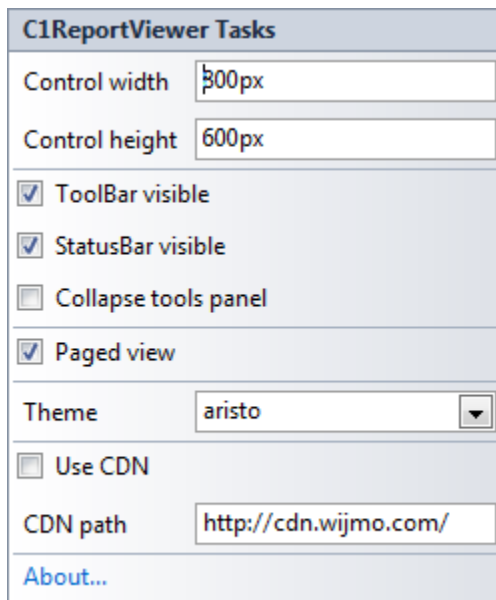 C1ReportViewer Tasks
Control width 800px
Control height 600px
ToolBar visible
StatusBar visible
Collapse tools panel
Paged view
Theme aristo
Use CDN
CDN path http://cdn.wijmo.com/
About...